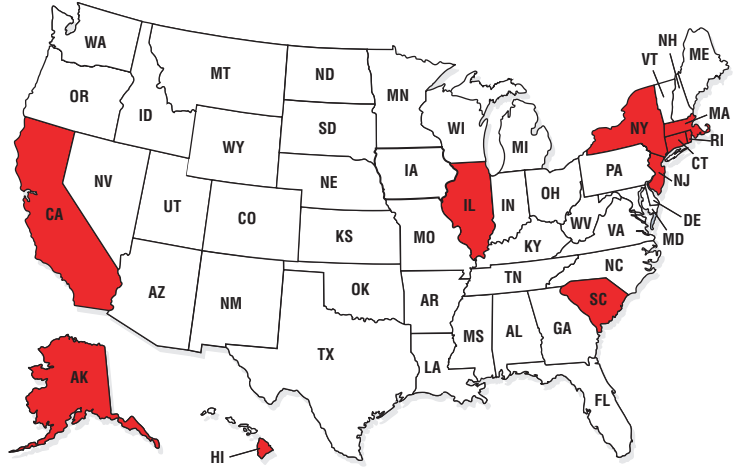 WA
NH
ME
VT
MT
ND
OR
MN
ID
MA
SD
WI
NY
RI
WY
MI
CT
IA
PA
NJ
NV
NE
OH
UT
IL
IN
CA
CO
WV
DE
VA
MD
KS
MO
KY
NC
TN
OK
AZ
NM
AR
SC
MS
AL
GA
TX
LA
AK
FL
HI